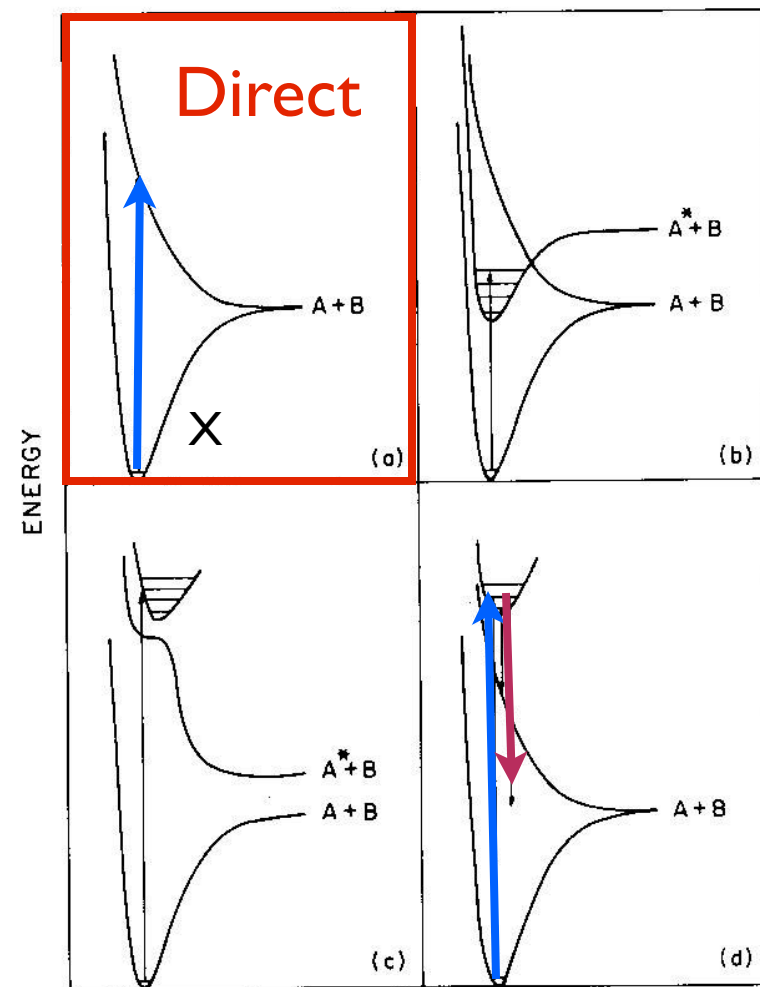 Direct
A+B
X
(a)
A*+B
A+B
(b)
ENERGY
A*+B
A+B
(c)
A+B
(d)